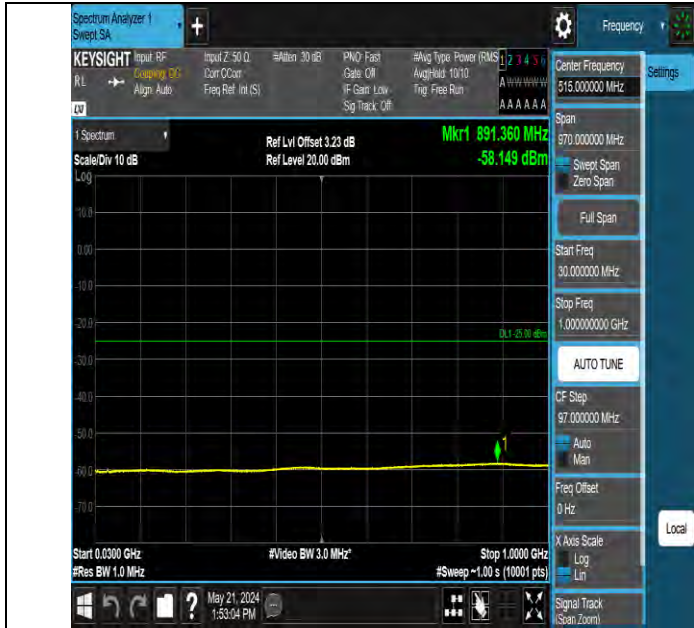 Spectrum Analyzer 1
Swept SA
Frequency
KEYSIGHT
RL
Input: RF
Coupling: DC
Align: Auto
Input Z: 50 Ω
Corr CCorr
Freq Ref: Int (S)
#Atten: 30 dB
PNO: Fast
Gate: Off
IF Gain: Low
Sig Track: Off
#Avg Type: Power (RMS
Avg|Hold: 10/10
Trig: Free Run
1 2 3 4 5 6
A W W W W W
A A A A A A
LXI
Center Frequency
515.000000 MHz
Settings
1 Spectrum
Scale/Div 10 dB
Log
Ref Lvl Offset 3.23 dB
Ref Level 20.00 dBm
Mkr1 891.360 MHz
-58.149 dBm
Span
970.000000 MHz
Swept Span
Zero Span
Full Span
Start Freq
30.000000 MHz
Stop Freq
1.000000000 GHz
AUTO TUNE
CF Step
97.000000 MHz
Auto
Man
Freq Offset
0 Hz
X Axis Scale
Log
Lin
Signal Track
(Span Zoom)
Local
10.0
0.00
-10.0
-20.0
DL1 -25.00 dBm
-30.0
-40.0
-50.0
1
-60.0
-70.0
Start 0.0300 GHz
#Res BW 1.0 MHz
#Video BW 3.0 MHz*
Stop 1.0000 GHz
#Sweep ~1.00 s (10001 pts)
?
May 21, 2024
1:53:04 PM